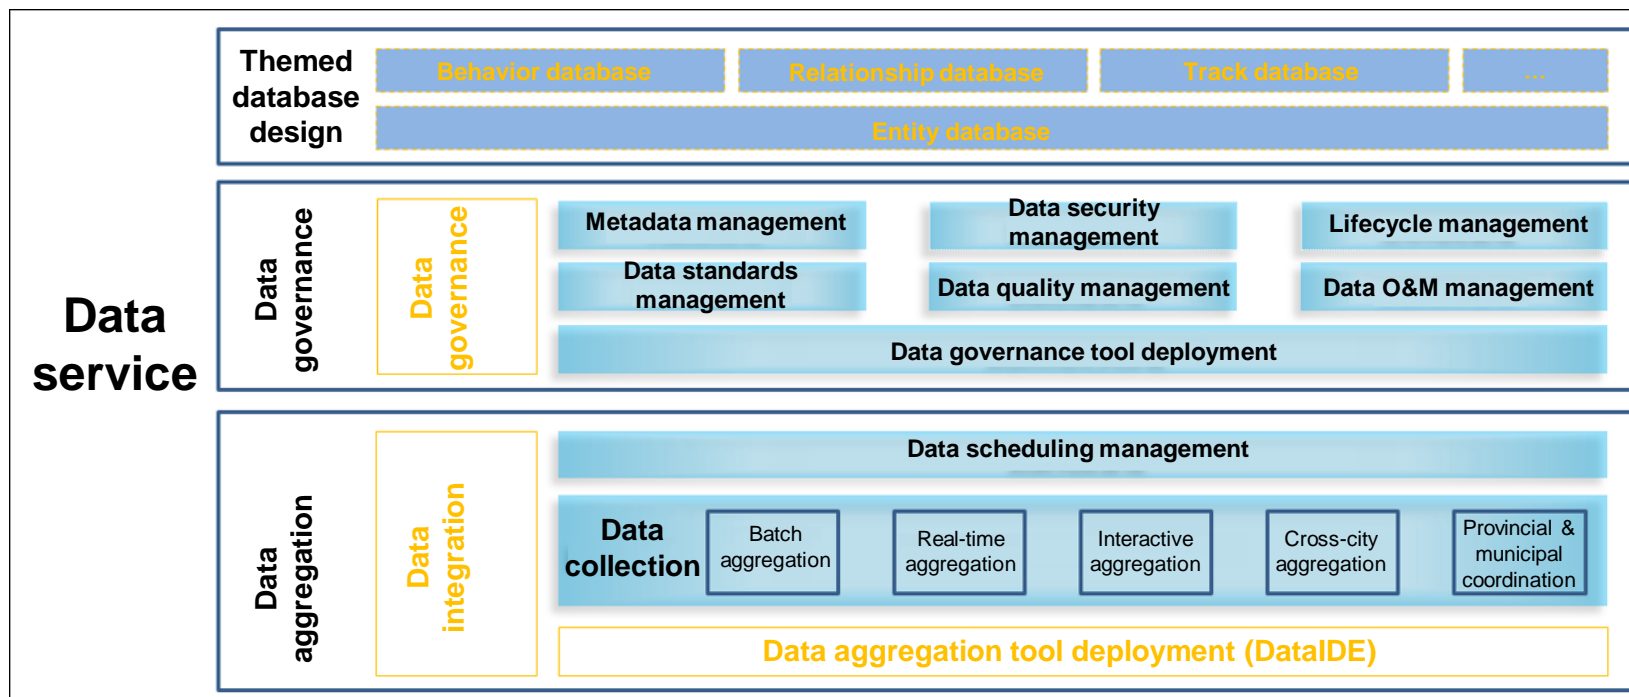 Data
service
Themed
database
design
Behavior database
Relationship database
Track database
...
Entity database
Data
governance
Data
governance
Metadata management
Data security
management
Lifecycle management
Data standards
management
Data quality management
Data O&M management
Data governance tool deployment
Data
aggregation
Data
integration
Data scheduling management
Data
collection
Batch
aggregation
Real-time
aggregation
Interactive
aggregation
Cross-city
aggregation
Provincial &
municipal
coordination
Data aggregation tool deployment (DataIDE)